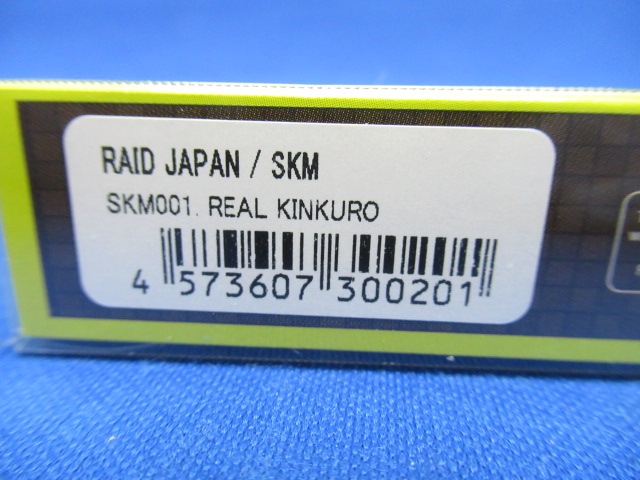 RAID JAPAN / SKM
SKM001. REAL KINKURO
4 573607 300201